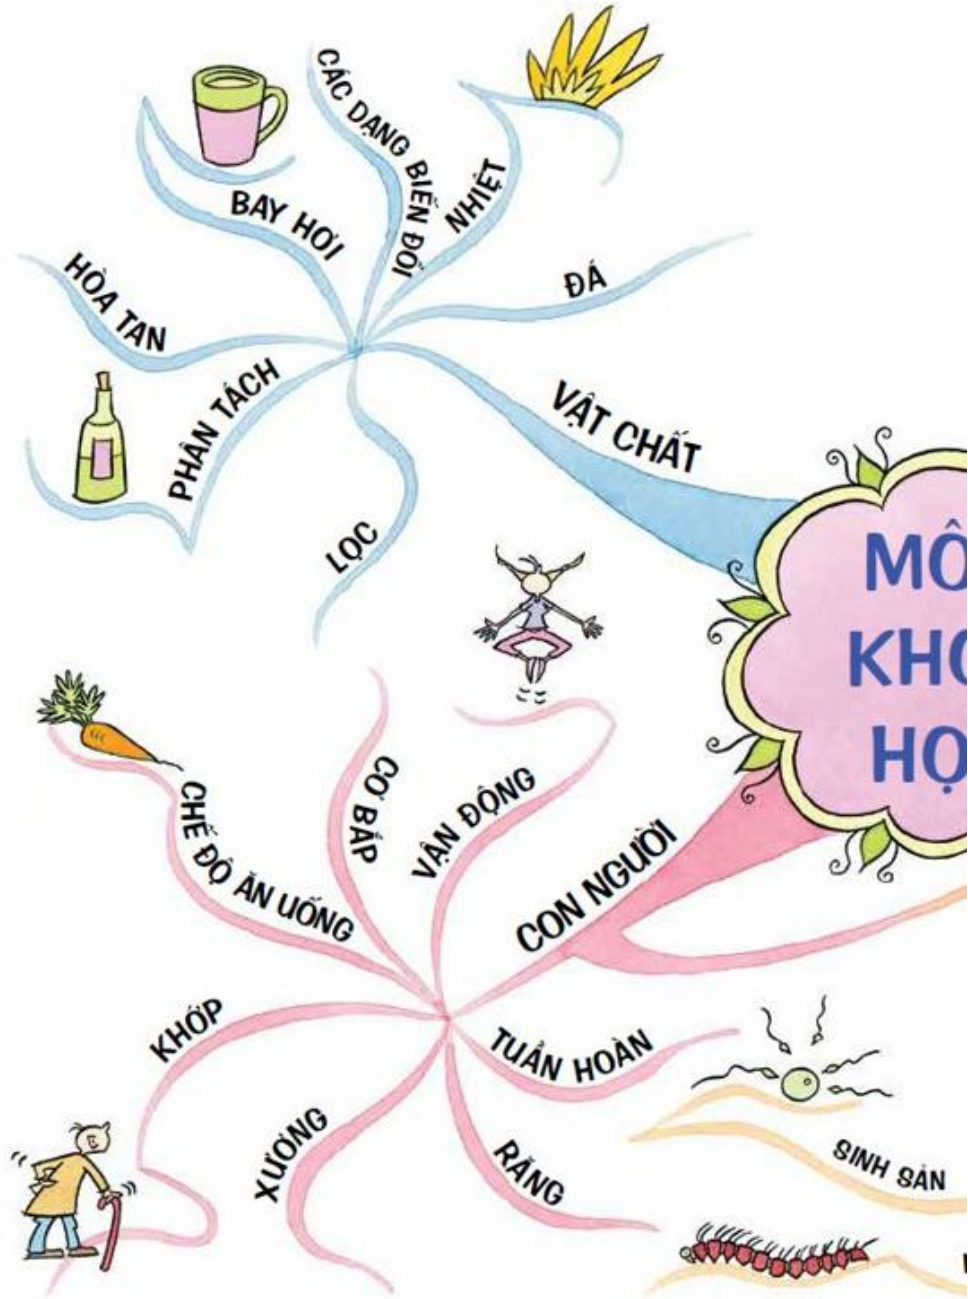 CÁC DẠNG BIẾN ĐỔI
NHIỆT
BAY HƠI
ĐÁ
HÒA TAN
PHÂN TÁCH
VẬT CHẤT
LỌC
MÔ
KHO
HỌ
CƠ BẮP
VẬN ĐỘNG
CHẾ ĐỘ ĂN UỐNG
CON NGƯỜI
KHỚP
TUẦN HOÀN
XƯƠNG
RĂNG
SINH SẢN